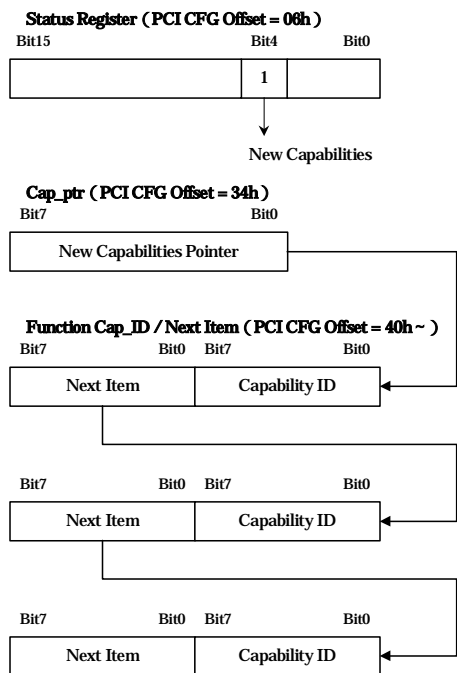 Status Register ( PCI CFG Offset = 06h )
Bit15 Bit4 Bit0
1
New Capabilities
Cap_ptr ( PCI CFG Offset = 34h )
Bit7 Bit0
New Capabilities Pointer
Function Cap_ID / Next Item ( PCI CFG Offset = 40h ~ )
Bit7 Bit0 Bit7 Bit0
Next Item Capability ID
Bit7 Bit0 Bit7 Bit0
Next Item Capability ID
Bit7 Bit0 Bit7 Bit0
Next Item Capability ID